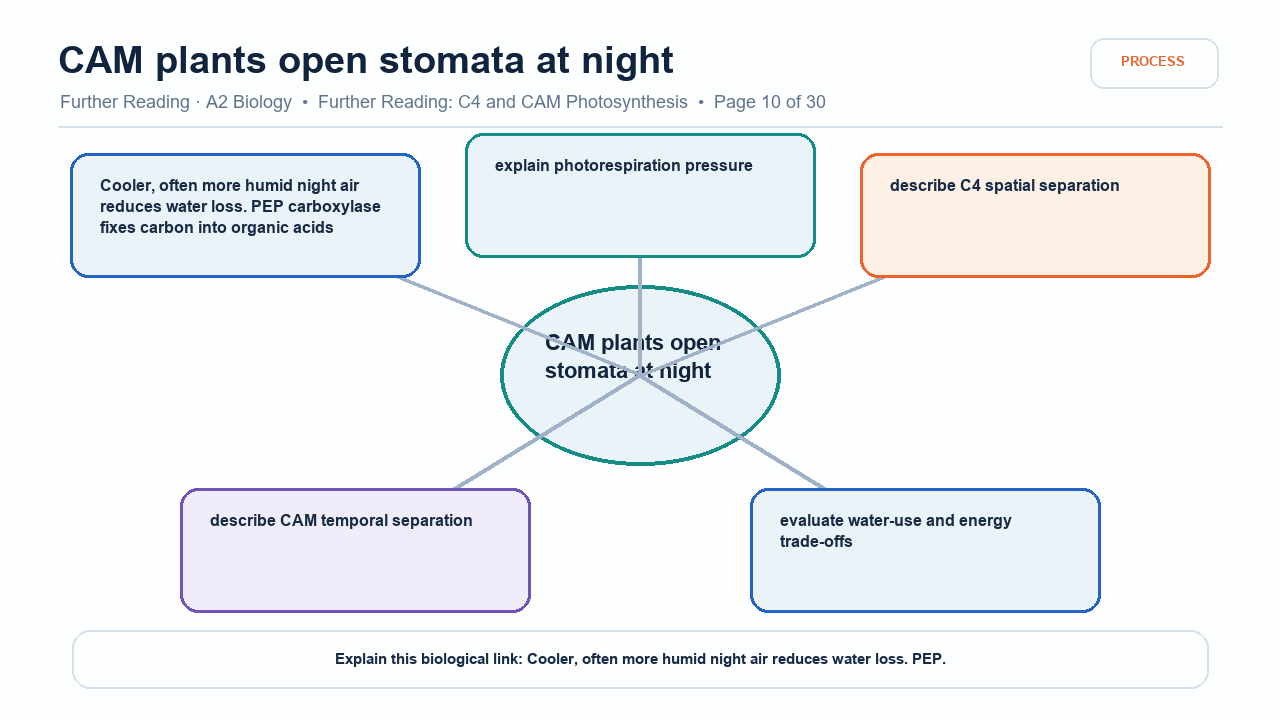 CAM plants open stomata at night
PROCESS
Further Reading · A2 Biology • Further Reading: C4 and CAM Photosynthesis • Page 10 of 30
Cooler, often more humid night air
reduces water loss. PEP carboxylase
fixes carbon into organic acids
explain photorespiration pressure
describe C4 spatial separation
CAM plants open
stomata at night
describe CAM temporal separation
evaluate water-use and energy
trade-offs
Explain this biological link: Cooler, often more humid night air reduces water loss. PEP.